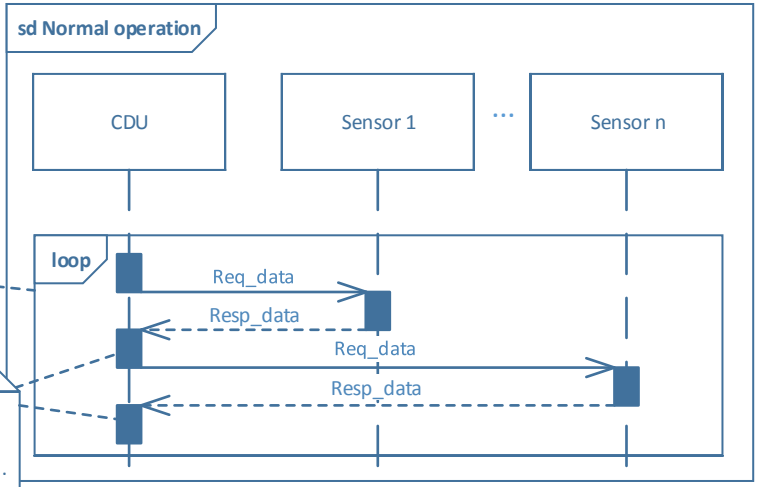 sd Normal operation
CDU
Sensor 1
...
Sensor n
loop
Req_data
Resp_data
Req_data
Resp_data
.